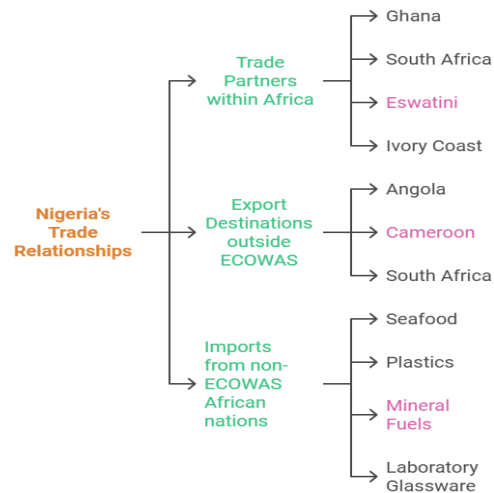 Nigeria's
Trade
Relationships
Trade
Partners
within Africa
Ghana
South Africa
Eswatini
Ivory Coast
Export
Destinations
outside
ECOWAS
Angola
Cameroon
South Africa
Imports
from non-
ECOWAS
African
nations
Seafood
Plastics
Mineral
Fuels
Laboratory
Glassware